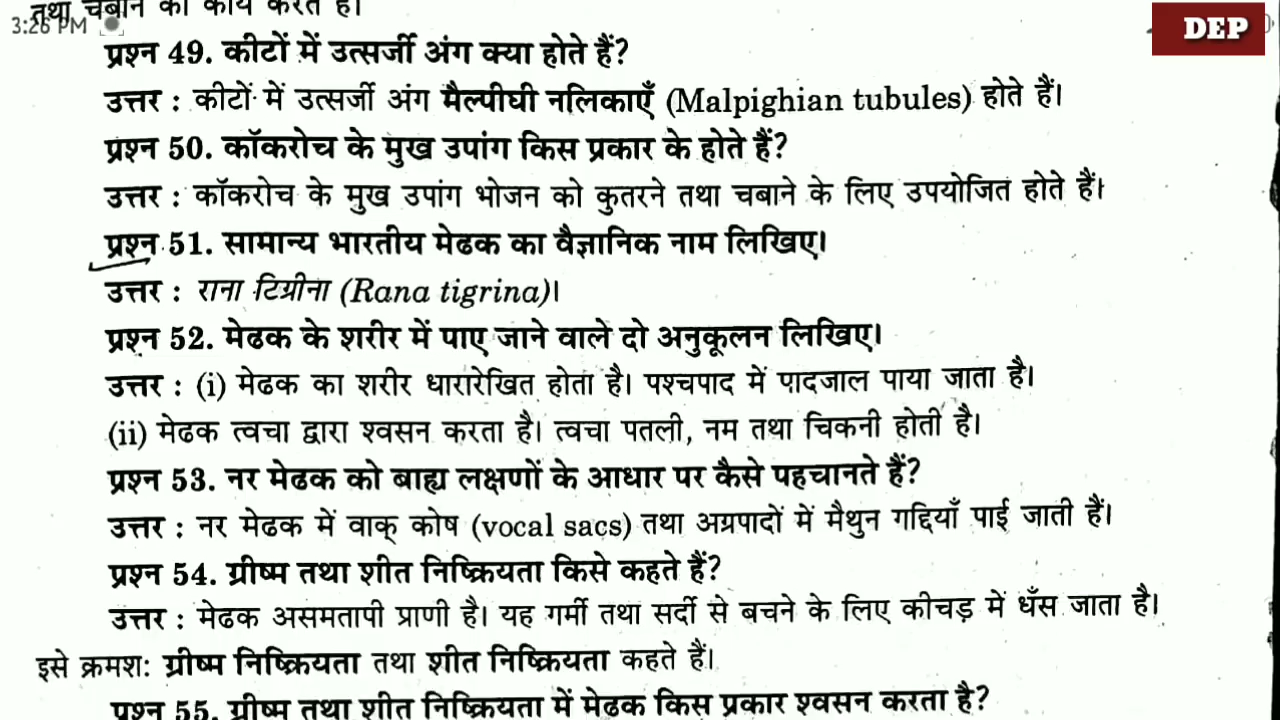 तथा चबाने का कार्य करते हैं।
3:26 PM
DEP
प्रश्न 49. कीटों में उत्सर्जी अंग क्या होते हैं?
उत्तर : कीटों में उत्सर्जी अंग मैल्पीघी नलिकाएँ (Malpighian tubules) होते हैं।
प्रश्न 50. कॉकरोच के मुख उपांग किस प्रकार के होते हैं?
उत्तर : कॉकरोच के मुख उपांग भोजन को कुतरने तथा चबाने के लिए उपयोजित होते हैं।
प्रश्न 51. सामान्य भारतीय मेढक का वैज्ञानिक नाम लिखिए।
उत्तर : राना टिग्रीना (Rana tigrina)।
प्रश्न 52. मेढक के शरीर में पाए जाने वाले दो अनुकूलन लिखिए।
उत्तर : (i) मेढक का शरीर धारारेखित होता है। पश्चपाद में पादजाल पाया जाता है।
(ii) मेढक त्वचा द्वारा श्वसन करता है। त्वचा पतली, नम तथा चिकनी होती है।
प्रश्न 53. नर मेढक को बाह्य लक्षणों के आधार पर कैसे पहचानते हैं?
उत्तर : नर मेढक में वाक् कोष (vocal sacs) तथा अग्रपादों में मैथुन गद्दियाँ पाई जाती हैं।
प्रश्न 54. ग्रीष्म तथा शीत निष्क्रियता किसे कहते हैं?
उत्तर : मेढक असमतापी प्राणी है। यह गर्मी तथा सर्दी से बचने के लिए कीचड़ में धँस जाता है।
इसे क्रमश: ग्रीष्म निष्क्रियता तथा शीत निष्क्रियता कहते हैं।
प्रश्न 55. ग्रीष्म तथा शीत निष्क्रियता में मेढक किस प्रकार श्वसन करता है?